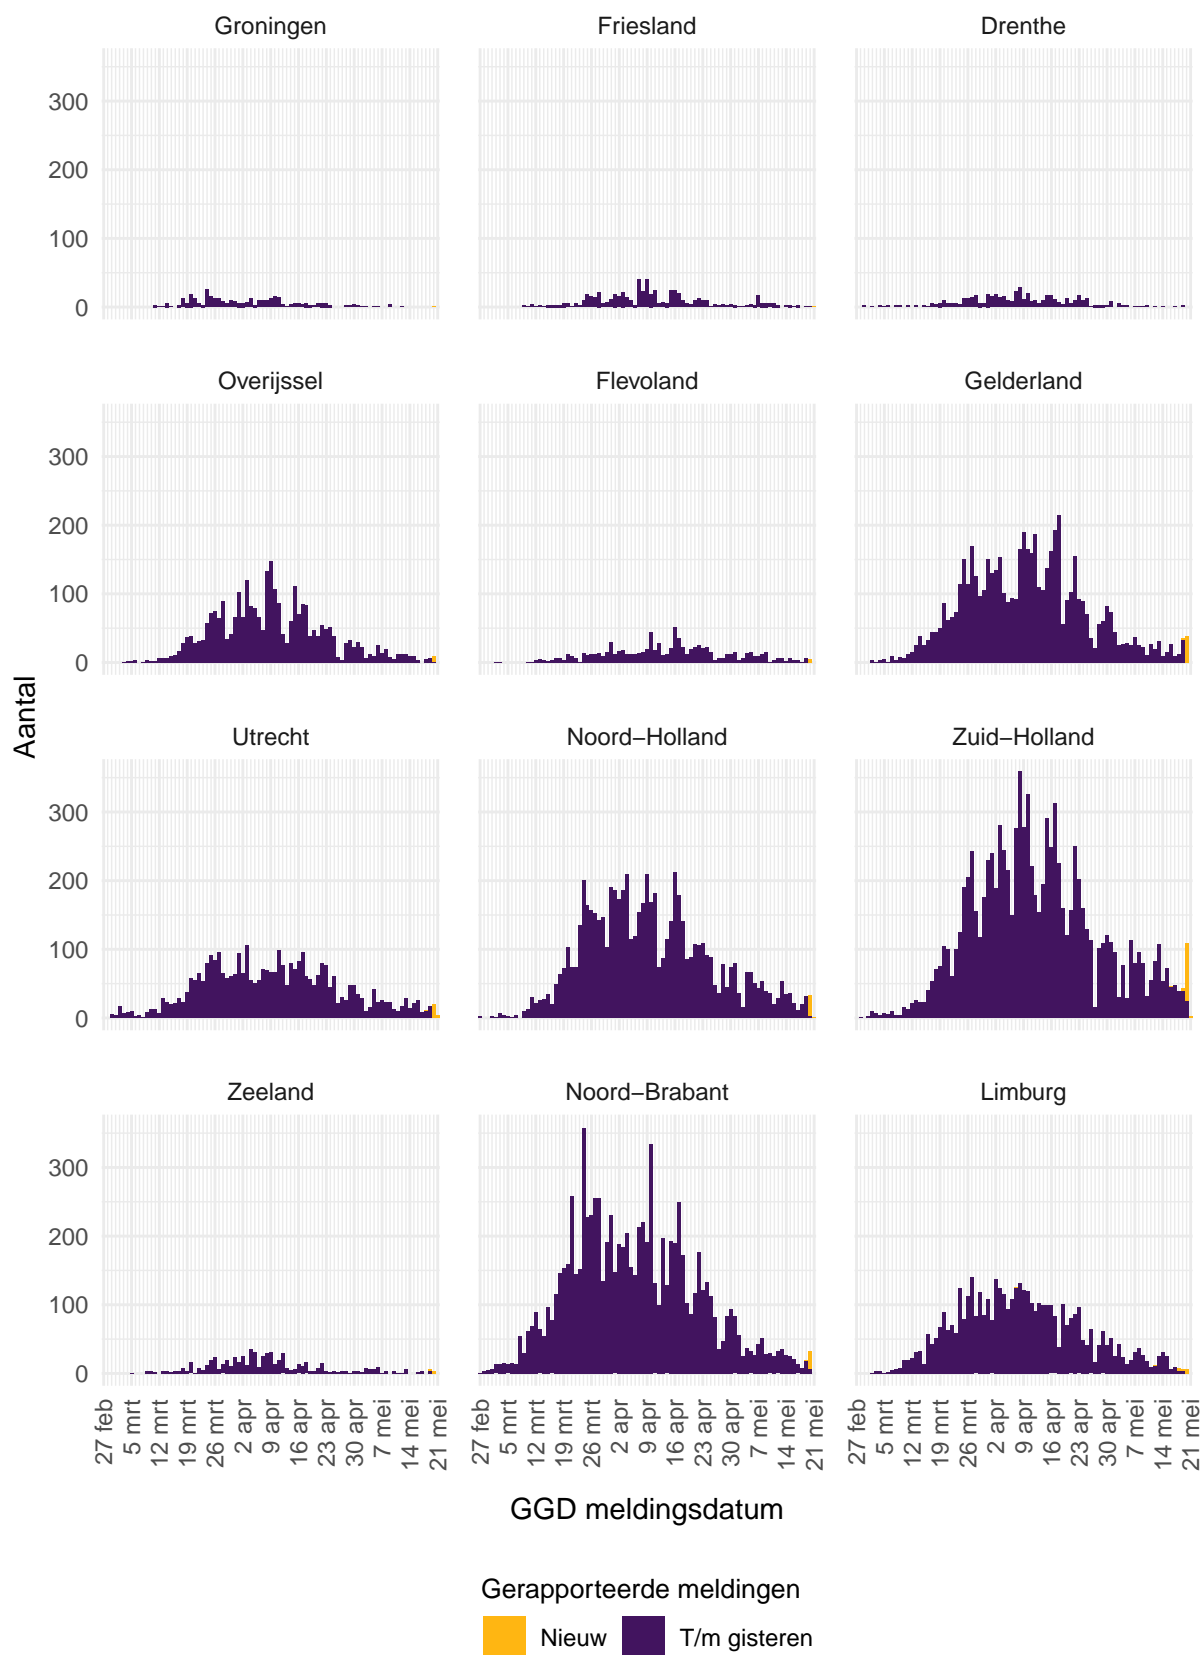 Groningen Friesland Drenthe
300
200
100
0
Overijssel Flevoland Gelderland
300
200
100
0
Aantal
Utrecht Noord–Holland Zuid–Holland
300
200
100
0
Zeeland Noord–Brabant Limburg
300
200
100
0
27 feb 5 mrt 12 mrt 19 mrt 26 mrt 2 apr 9 apr 16 apr 23 apr 30 apr 7 mei 14 mei 21 mei 27 feb 5 mrt 12 mrt 19 mrt 26 mrt 2 apr 9 apr 16 apr 23 apr 30 apr 7 mei 14 mei 21 mei 27 feb 5 mrt 12 mrt 19 mrt 26 mrt 2 apr 9 apr 16 apr 23 apr 30 apr 7 mei 14 mei 21 mei
GGD meldingsdatum
Gerapporteerde meldingen
Nieuw T/m gisteren